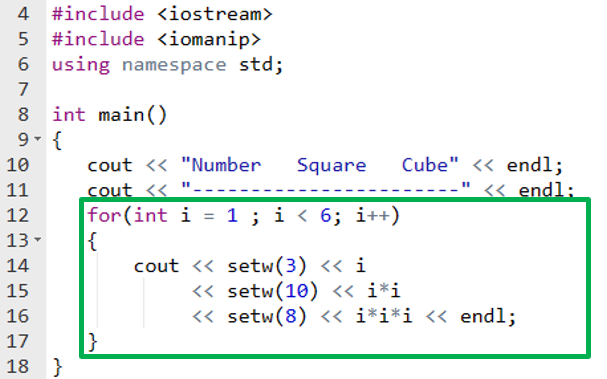 4 #include <iostream>
5 #include <iomanip>
6 using namespace std;
7
8 int main()
9 {
10 cout << "Number   Square   Cube" << endl;
11 cout << "-----------------------" << endl;
12 for(int i = 1 ; i < 6; i++)
13 {
14 cout << setw(3) << i
15 << setw(10) << i*i
16 << setw(8) << i*i*i << endl;
17 }
18 }